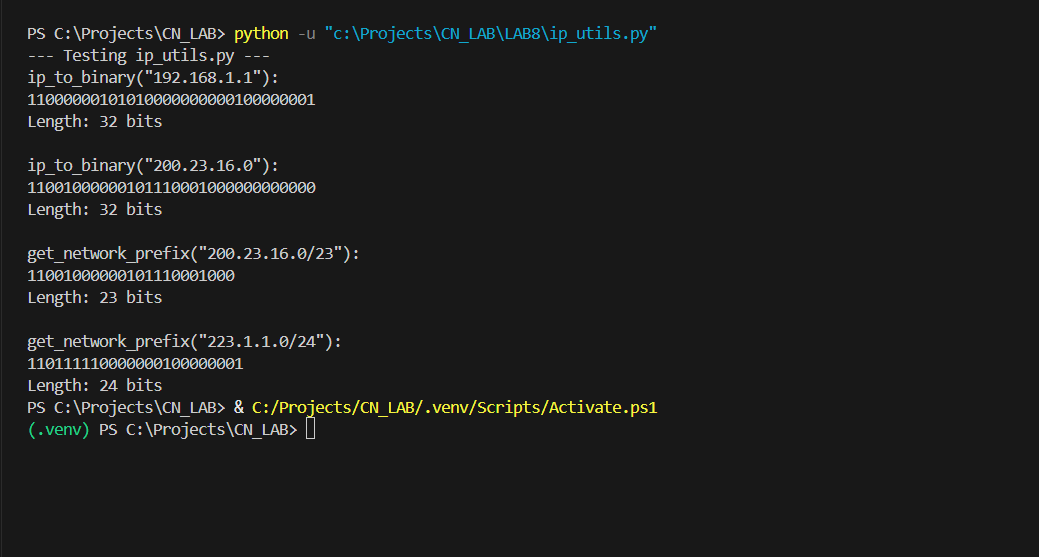 PS C:\Projects\CN_LAB> python -u "c:\Projects\CN_LAB\LAB8\ip_utils.py"
--- Testing ip_utils.py ---
ip_to_binary("192.168.1.1"):
11000000101010000000000100000001
Length: 32 bits
ip_to_binary("200.23.16.0"):
11001000000101110001000000000000
Length: 32 bits
get_network_prefix("200.23.16.0/23"):
11001000000101110001000
Length: 23 bits
get_network_prefix("223.1.1.0/24"):
110111110000000100000001
Length: 24 bits
PS C:\Projects\CN_LAB> & C:/Projects/CN_LAB/.venv/Scripts/Activate.ps1
(.venv) PS C:\Projects\CN_LAB>